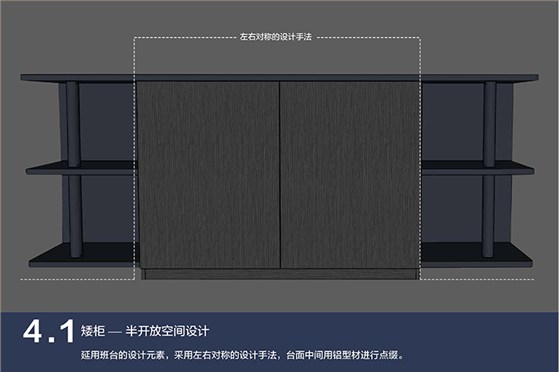 左右对称的设计手法
4.1 矮柜 — 半开放空间设计
延用班台的设计元素，采用左右对称的设计手法，台面中间用铝型材进行点缀。